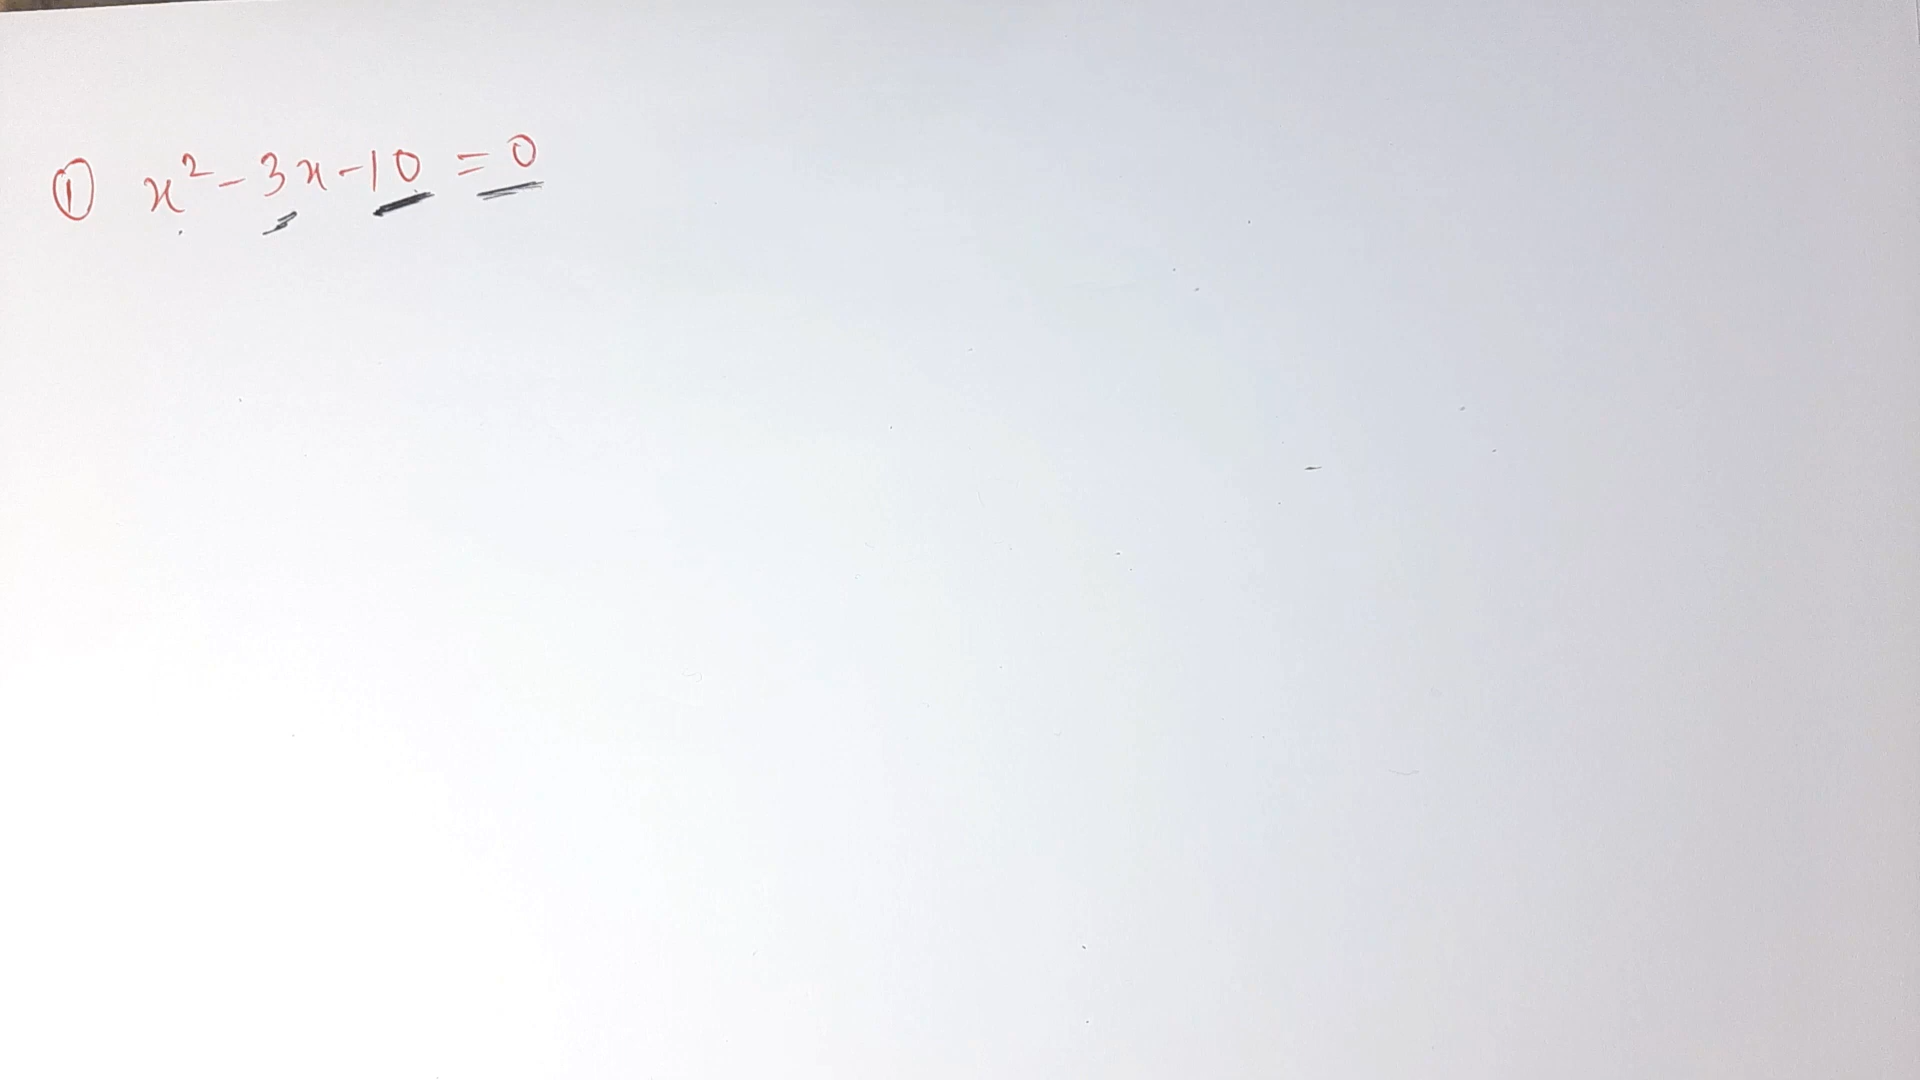 ① x² - 3x - 10 = 0